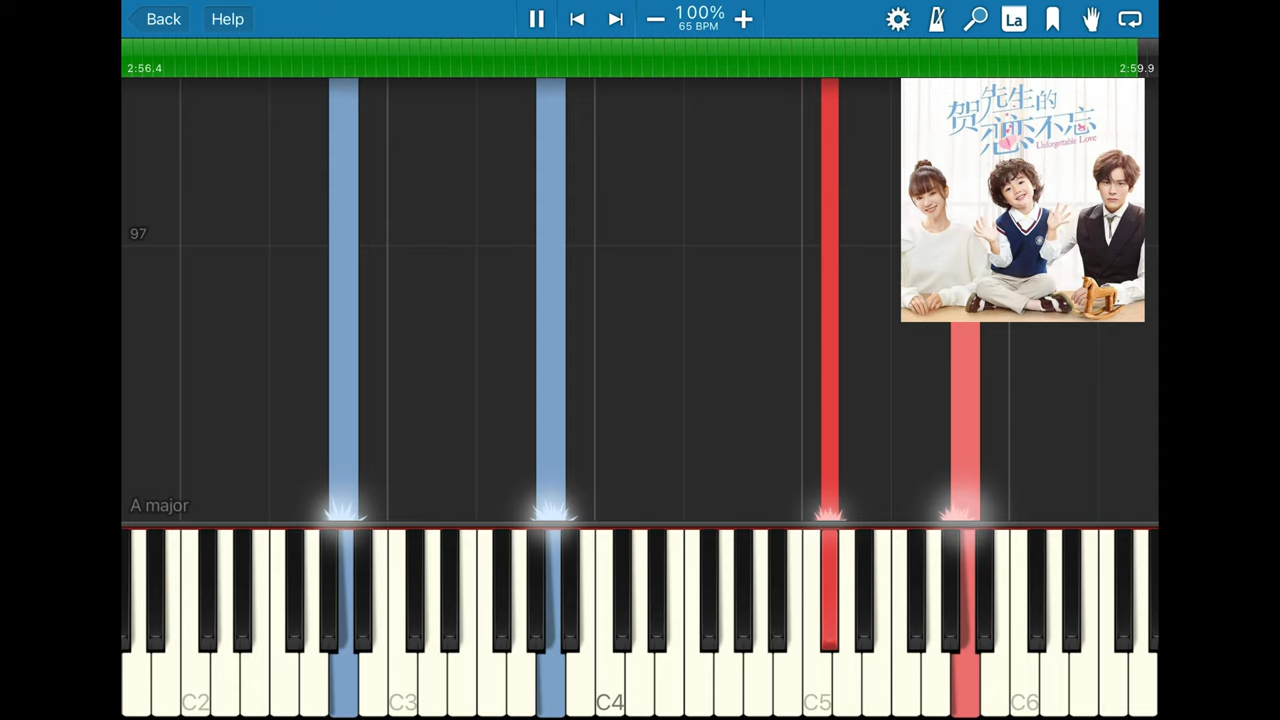 Back
Help
100%
65 BPM
La
2:56.4
2:59.9
贺先生的
恋恋不忘
Unforgettable Love
97
A major
C2
C3
C4
C5
C6